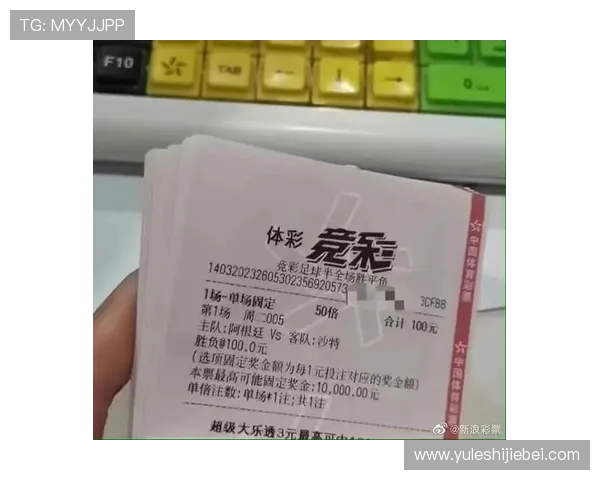 TG: MYYJJPP
F10
TAB
0
体彩 竞彩
竞彩足球半全场胜平负
140320232605302356920573
GCFB8
1场-单场固定 50倍 合计 100元
第1场 周二005
主队:阿根廷 Vs 客队:沙特
胜负@100.0元
(选项固定奖金额为每1元投注对应的奖金额)
本票最高可能固定奖金:10,000.00元
单倍注数:单场*1注;共1注
超级大乐透3元最高可中
中国体育彩票
中国体育彩票
@新浪彩票
www.yuleshijiebei.com